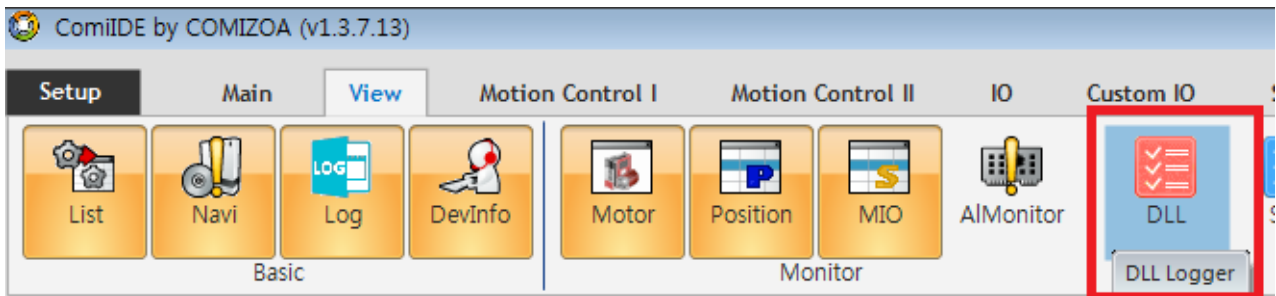 ComiIDE by COMIZOA (v1.3.7.13)
Setup Main View Motion Control I Motion Control II IO Custom IO
LOG
P S
List Navi Log DevInfo Motor Position MIO AlMonitor DLL
Basic Monitor DLL Logger